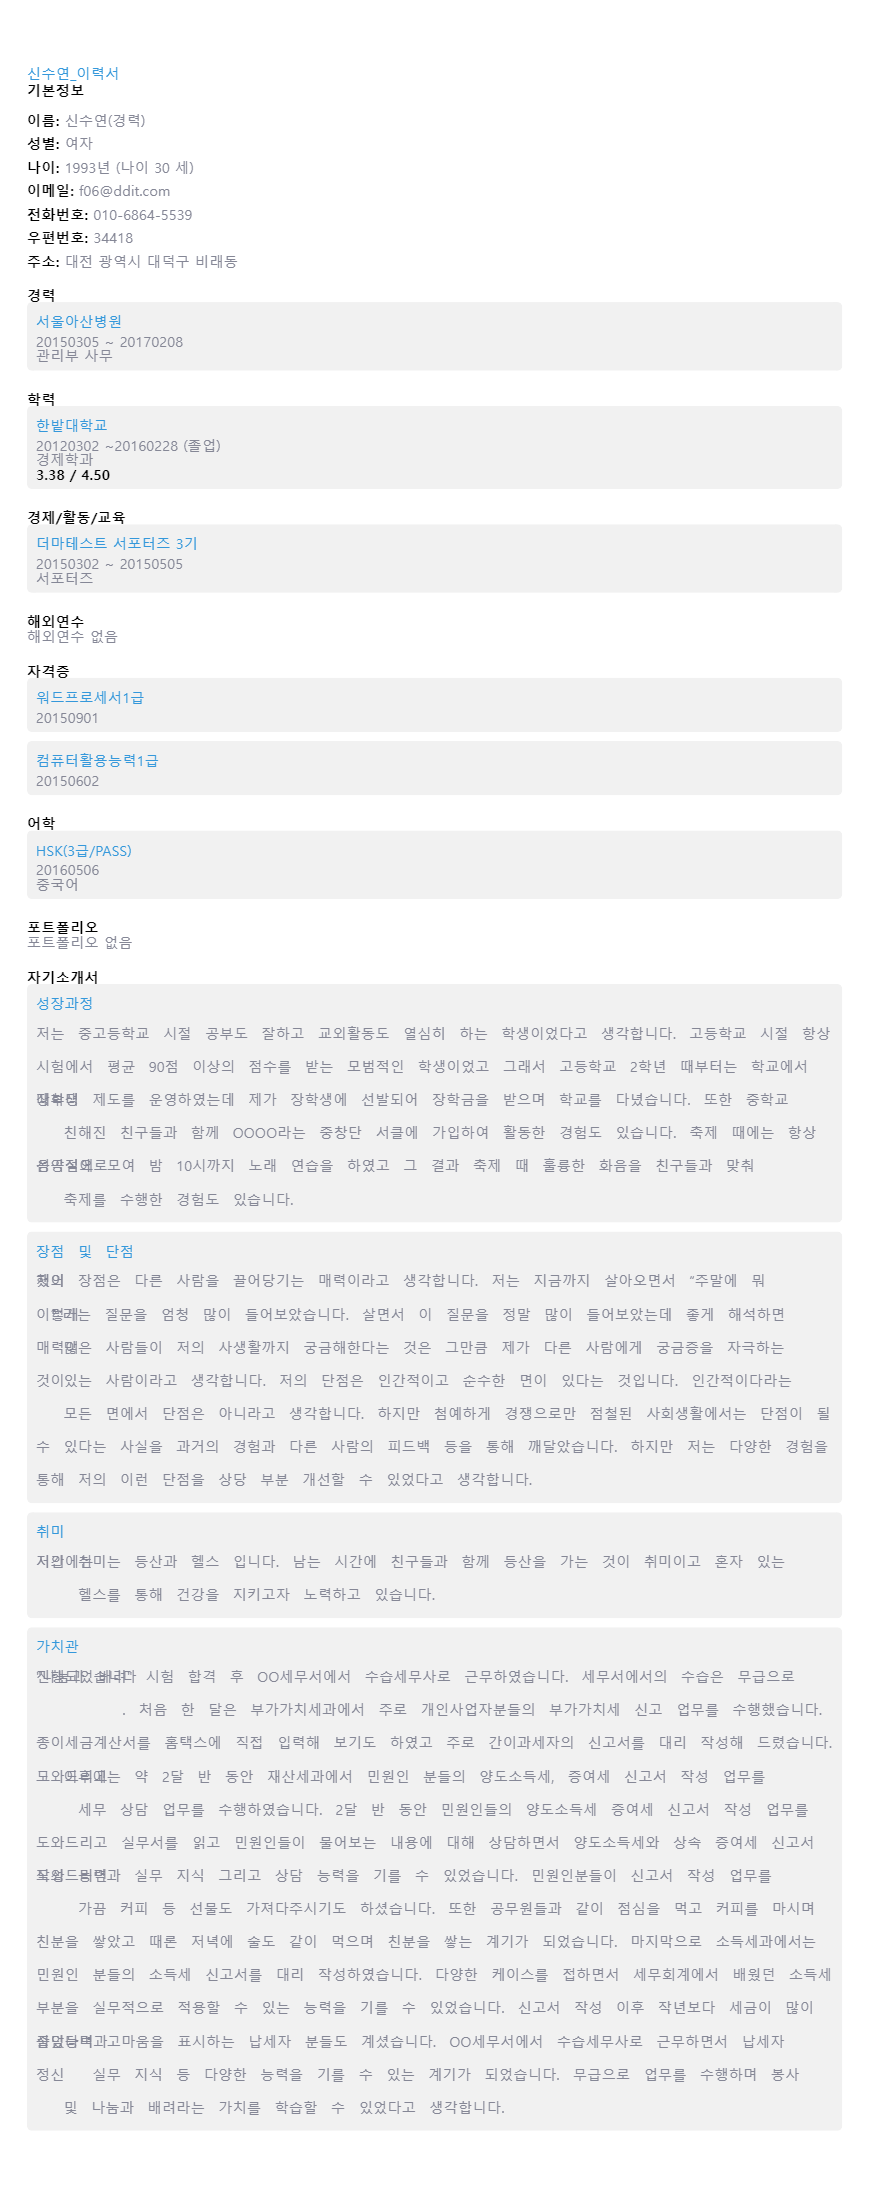 신수연_이력서
기본정보
이름: 신수연(경력)
성별: 여자
나이: 1993년 (나이 30 세)
이메일: f06@ddit.com
전화번호: 010-6864-5539
우편번호: 34418
주소: 대전 광역시 대덕구 비래동
경력
서울아산병원
20150305 ~ 20170208
관리부 사무
학력
한밭대학교
20120302 ~20160228 (졸업)
경제학과
3.38 / 4.50
경제/활동/교육
더마테스트 서포터즈 3기
20150302 ~ 20150505
서포터즈
해외연수
해외연수 없음
자격증
워드프로세서1급
20150901
컴퓨터활용능력1급
20150602
어학
HSK(3급/PASS)
20160506
중국어
포트폴리오
포트폴리오 없음
자기소개서
성장과정
저는 중고등학교 시절 공부도 잘하고 교외활동도 열심히 하는 학생이었다고 생각합니다. 고등학교 시절 항상
시험에서 평균 90점 이상의 점수를 받는 모범적인 학생이었고 그래서 고등학교 2학년 때부터는 학교에서
제도를 운영하였는데 제가 장학생에 선발되어 장학금을 받으며 학교를 다녔습니다. 또한 중학교
친해진 친구들과 함께 OOOO라는 중창단 서클에 가입하여 활동한 경험도 있습니다. 축제 때에는 항상
모여 밤 10시까지 노래 연습을 하였고 그 결과 축제 때 훌륭한 화음을 친구들과 맞춰
축제를 수행한 경험도 있습니다.
장점 및 단점
장점은 다른 사람을 끌어당기는 매력이라고 생각합니다. 저는 지금까지 살아오면서 “주말에 뭐
질문을 엄청 많이 들어보았습니다. 살면서 이 질문을 정말 많이 들어보았는데 좋게 해석하면
사람들이 저의 사생활까지 궁금해한다는 것은 그만큼 제가 다른 사람에게 궁금증을 자극하는
사람이라고 생각합니다. 저의 단점은 인간적이고 순수한 면이 있다는 것입니다. 인간적이다라는
모든 면에서 단점은 아니라고 생각합니다. 하지만 첨예하게 경쟁으로만 점철된 사회생활에서는 단점이 될
수 있다는 사실을 과거의 경험과 다른 사람의 피드백 등을 통해 깨달았습니다. 하지만 저는 다양한 경험을
통해 저의 이런 단점을 상당 부분 개선할 수 있었다고 생각합니다.
취미
등산과 헬스 입니다. 남는 시간에 친구들과 함께 등산을 가는 것이 취미이고 혼자 있는
헬스를 통해 건강을 지키고자 노력하고 있습니다.
가치관
시험 합격 후 OO세무서에서 수습세무사로 근무하였습니다. 세무서에서의 수습은 무급으로
. 처음 한 달은 부가가치세과에서 주로 개인사업자분들의 부가가치세 신고 업무를 수행했습니다.
종이세금계산서를 홈택스에 직접 입력해 보기도 하였고 주로 간이과세자의 신고서를 대리 작성해 드렸습니다.
약 2달 반 동안 재산세과에서 민원인 분들의 양도소득세, 증여세 신고서 작성 업무를
세무 상담 업무를 수행하였습니다. 2달 반 동안 민원인들의 양도소득세 증여세 신고서 작성 업무를
도와드리고 실무서를 읽고 민원인들이 물어보는 내용에 대해 상담하면서 양도소득세와 상속 증여세 신고서
실무 지식 그리고 상담 능력을 기를 수 있었습니다. 민원인분들이 신고서 작성 업무를
가끔 커피 등 선물도 가져다주시기도 하셨습니다. 또한 공무원들과 같이 점심을 먹고 커피를 마시며
친분을 쌓았고 때론 저녁에 술도 같이 먹으며 친분을 쌓는 계기가 되었습니다. 마지막으로 소득세과에서는
민원인 분들의 소득세 신고서를 대리 작성하였습니다. 다양한 케이스를 접하면서 세무회계에서 배웠던 소득세
부분을 실무적으로 적용할 수 있는 능력을 기를 수 있었습니다. 신고서 작성 이후 작년보다 세금이 많이
고마움을 표시하는 납세자 분들도 계셨습니다. OO세무서에서 수습세무사로 근무하면서 납세자
정신 실무 지식 등 다양한 능력을 기를 수 있는 계기가 되었습니다. 무급으로 업무를 수행하며 봉사
및 나눔과 배려라는 가치를 학습할 수 있었다고 생각합니다.